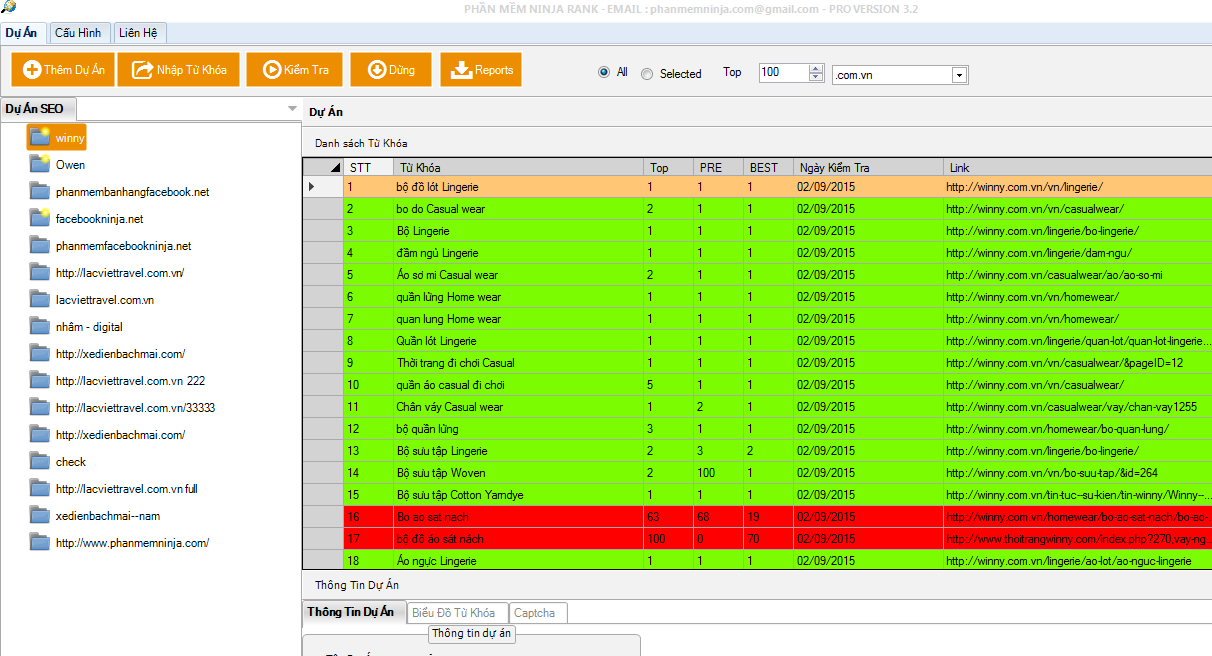 PHẦN MỀM NINJA RANK - EMAIL : phanmemninja.com@gmail.com - PRO VERSION 3.2
Dự Án Cấu Hình Liên Hệ
Thêm Dự Án Nhập Từ Khóa Kiểm Tra Dừng Reports All Selected Top 100 .com.vn
Dự Án SEO
winny
Owen
phanmembanhangfacebook.net
facebookninja.net
phanmemfacebookninja.net
http://lacviettravel.com.vn/
lacviettravel.com.vn
nhâm - digital
http://xedienbachmai.com/
http://lacviettravel.com.vn 222
http://lacviettravel.com.vn/33333
http://xedienbachmai.com/
check
http://lacviettravel.com.vn full
xedienbachmai--nam
http://www.phanmemninja.com/
Dự Án
Danh sách Từ Khóa
STT Từ Khóa Top PRE BEST Ngày Kiểm Tra Link
1 bộ đồ lót Lingerie 1 1 1 02/09/2015 http://winny.com.vn/vn/lingerie/
2 bo do Casual wear 2 1 1 02/09/2015 http://winny.com.vn/vn/casualwear/
3 Bộ Lingerie 1 1 1 02/09/2015 http://winny.com.vn/lingerie/bo-lingerie/
4 đầm ngủ Lingerie 1 1 1 02/09/2015 http://winny.com.vn/lingerie/dam-ngu/
5 Áo sơ mi Casual wear 2 1 1 02/09/2015 http://winny.com.vn/casualwear/ao/ao-so-mi
6 quần lửng Home wear 1 1 1 02/09/2015 http://winny.com.vn/vn/homewear/
7 quan lung Home wear 1 1 1 02/09/2015 http://winny.com.vn/vn/homewear/
8 Quần lót Lingerie 1 1 1 02/09/2015 http://winny.com.vn/lingerie/quan-lot/quan-lot-lingerie...
9 Thời trang đi chơi Casual 1 1 1 02/09/2015 http://winny.com.vn/vn/casualwear/&pageID=12
10 quần áo casual đi chơi 5 1 1 02/09/2015 http://winny.com.vn/vn/casualwear/
11 Chân váy Casual wear 1 2 1 02/09/2015 http://winny.com.vn/casualwear/vay/chan-vay1255
12 bộ quần lửng 3 1 1 02/09/2015 http://winny.com.vn/homewear/bo-quan-lung/
13 Bộ sưu tập Lingerie 2 3 2 02/09/2015 http://winny.com.vn/lingerie/bo-lingerie/
14 Bộ sưu tập Woven 2 100 1 02/09/2015 http://winny.com.vn/vn/bo-suu-tap/&id=264
15 Bộ sưu tập Cotton Yarndye 1 1 1 02/09/2015 http://winny.com.vn/tin-tuc--su-kien/tin-winny/Winny--...
16 Bo ao sat nach 63 68 19 02/09/2015 http://winny.com.vn/homewear/bo-ao-sat-nach/bo-ao-...
17 bộ đồ áo sát nách 100 0 70 02/09/2015 http://www.thoitrangwinny.com/index.php?270,vay-ng...
18 Áo ngực Lingerie 1 1 1 02/09/2015 http://winny.com.vn/lingerie/ao-lot/ao-nguc-lingerie
Thông Tin Dự Án
Thông Tin Dự Án Biểu Đồ Từ Khóa Captcha
Thông tin dự án